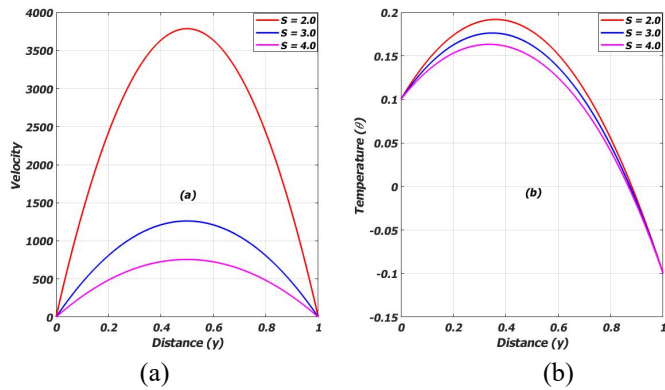 4000
3500
3000
2500
2000
1500
1000
500
0
Velocity
S = 2.0
S = 3.0
S = 4.0
(a)
0 0.2 0.4 0.6 0.8 1
Distance (y)
(a)
0.2
0.15
0.1
0.05
0
-0.05
-0.1
-0.15
Temperature (θ)
S = 2.0
S = 3.0
S = 4.0
(b)
0 0.2 0.4 0.6 0.8 1
Distance (y)
(b)